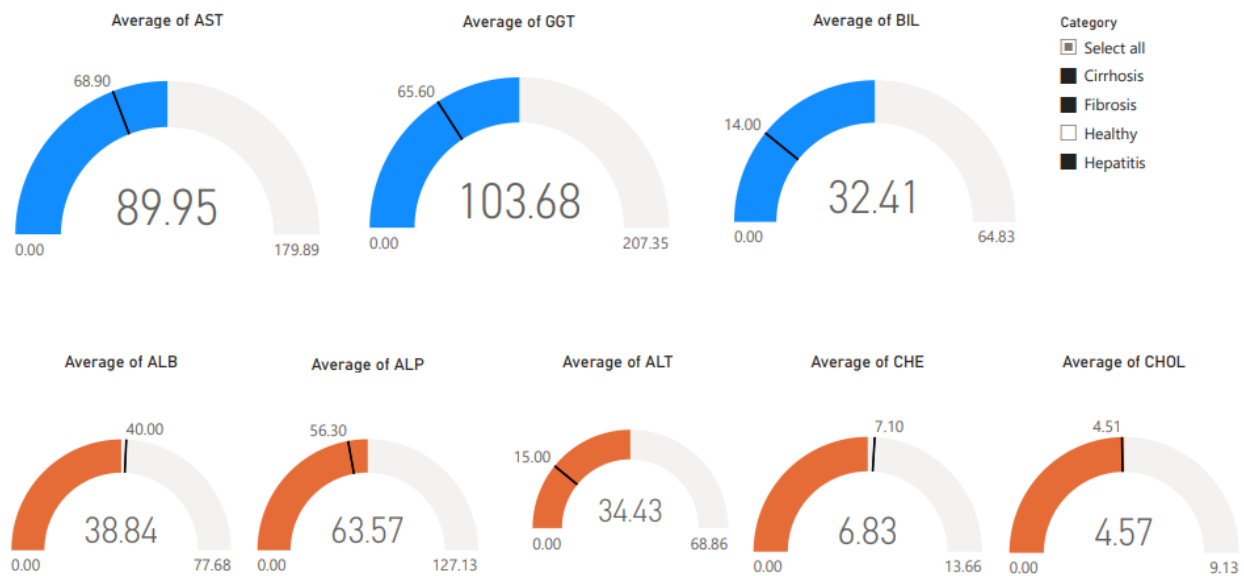 Average of AST
Average of GGT
Average of BIL
Category
Select all
Cirrhosis
Fibrosis
Healthy
Hepatitis
68.90
65.60
14.00
89.95
103.68
32.41
0.00
179.89
0.00
207.35
0.00
64.83
Average of ALB
Average of ALP
Average of ALT
Average of CHE
Average of CHOL
40.00
56.30
15.00
7.10
4.51
38.84
63.57
34.43
6.83
4.57
0.00
77.68
0.00
127.13
0.00
68.86
0.00
13.66
0.00
9.13